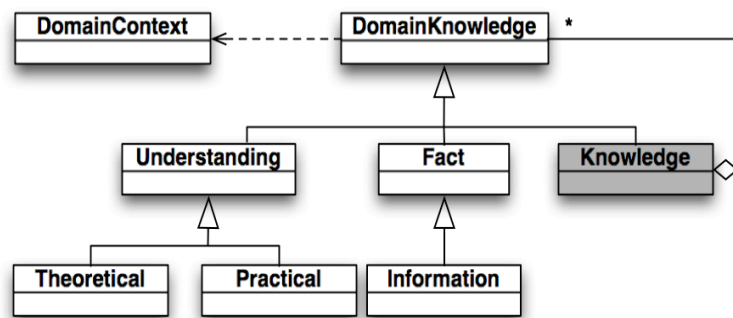 DomainContext
DomainKnowledge
*
Understanding
Fact
Knowledge
Theoretical
Practical
Information